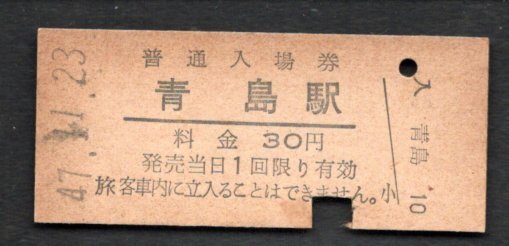 47.11.23
普通入場券
青島駅
料金 30円
発売当日1回限り有効
旅客車内に立入ることはできません。
小
入 青島 10